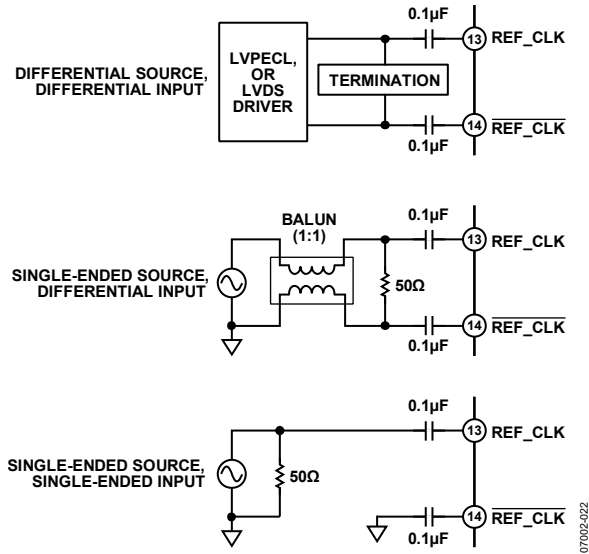 0.1µF
13 REF_CLK
LVPECL,
OR
LVDS
DRIVER
TERMINATION
DIFFERENTIAL SOURCE,
DIFFERENTIAL INPUT
14 REF_CLK
0.1µF
BALUN
(1:1)
0.1µF
13 REF_CLK
SINGLE-ENDED SOURCE,
DIFFERENTIAL INPUT
50Ω
14 REF_CLK
0.1µF
0.1µF
13 REF_CLK
SINGLE-ENDED SOURCE,
SINGLE-ENDED INPUT
50Ω
14 REF_CLK
0.1µF
07002-022